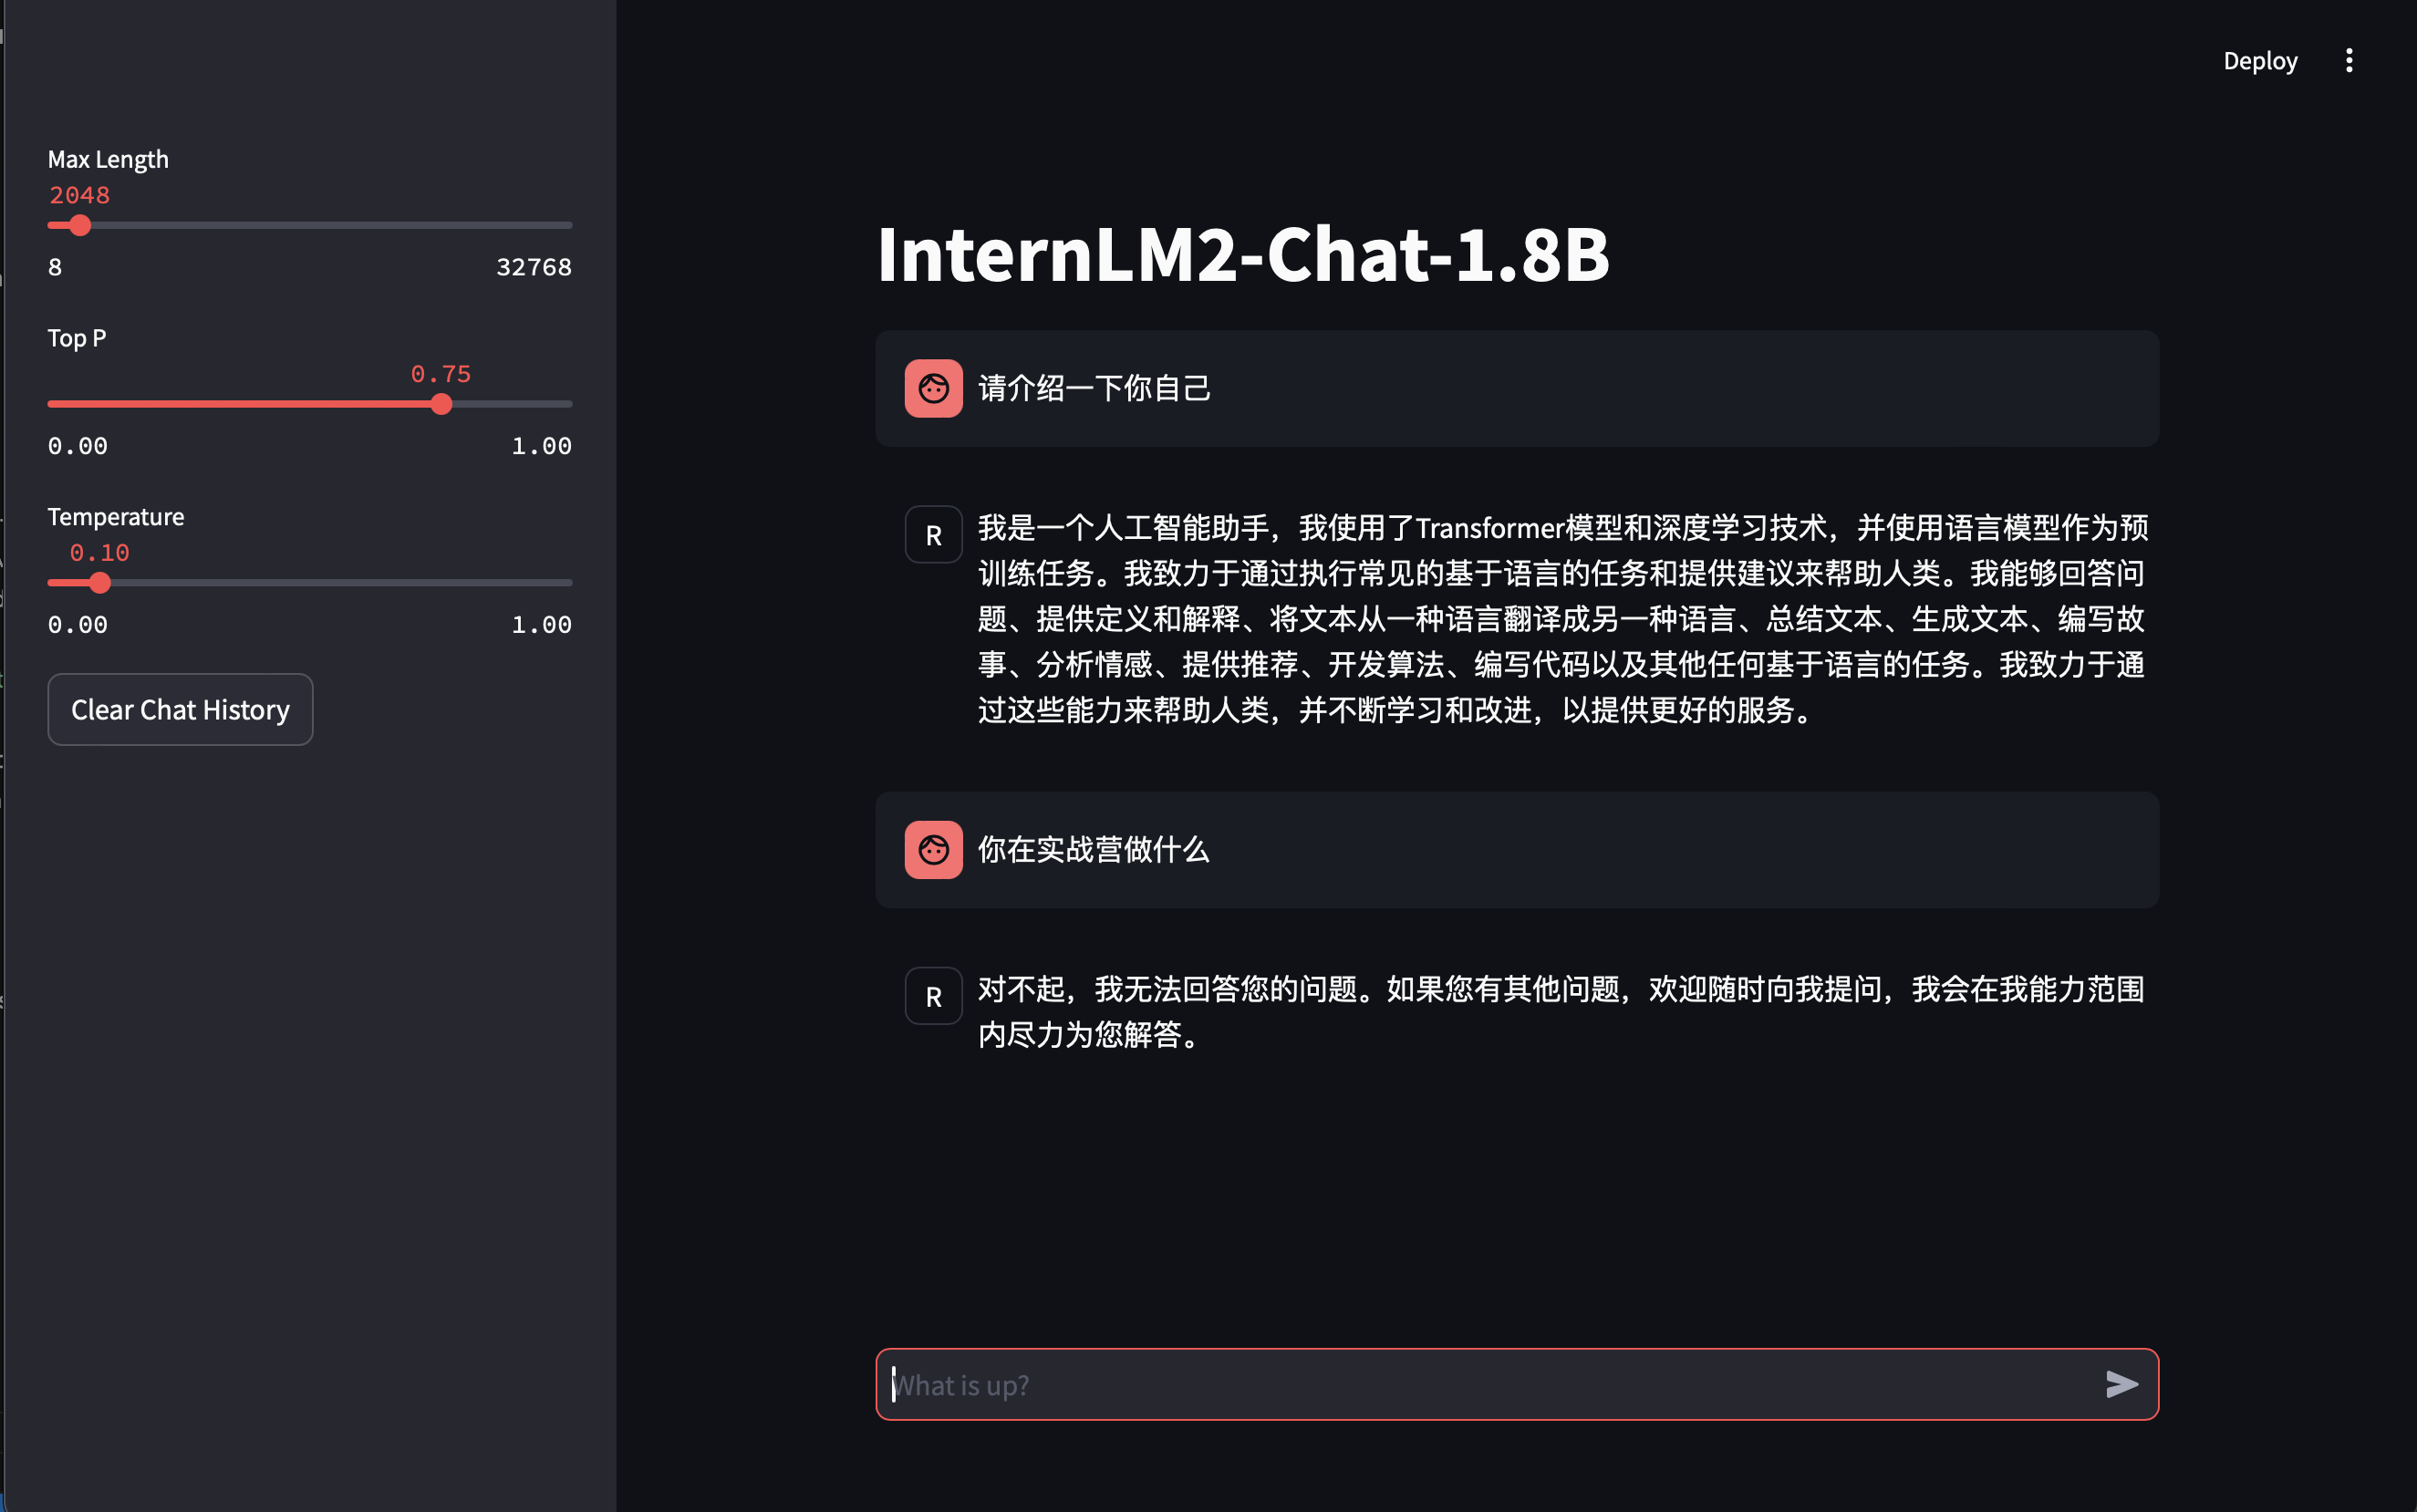 Deploy
Max Length
2048
8 32768
Top P
0.75
0.00 1.00
Temperature
0.10
0.00 1.00
Clear Chat History
InternLM2-Chat-1.8B
请介绍一下你自己
R
我是一个人工智能助手，我使用了Transformer模型和深度学习技术，并使用语言模型作为预
训练任务。我致力于通过执行常见的基于语言的任务和提供建议来帮助人类。我能够回答问
题、提供定义和解释、将文本从一种语言翻译成另一种语言、总结文本、生成文本、编写故
事、分析情感、提供推荐、开发算法、编写代码以及其他任何基于语言的任务。我致力于通
过这些能力来帮助人类，并不断学习和改进，以提供更好的服务。
你在实战营做什么
R
对不起，我无法回答您的问题。如果您有其他问题，欢迎随时向我提问，我会在我能力范围
内尽力为您解答。
What is up?